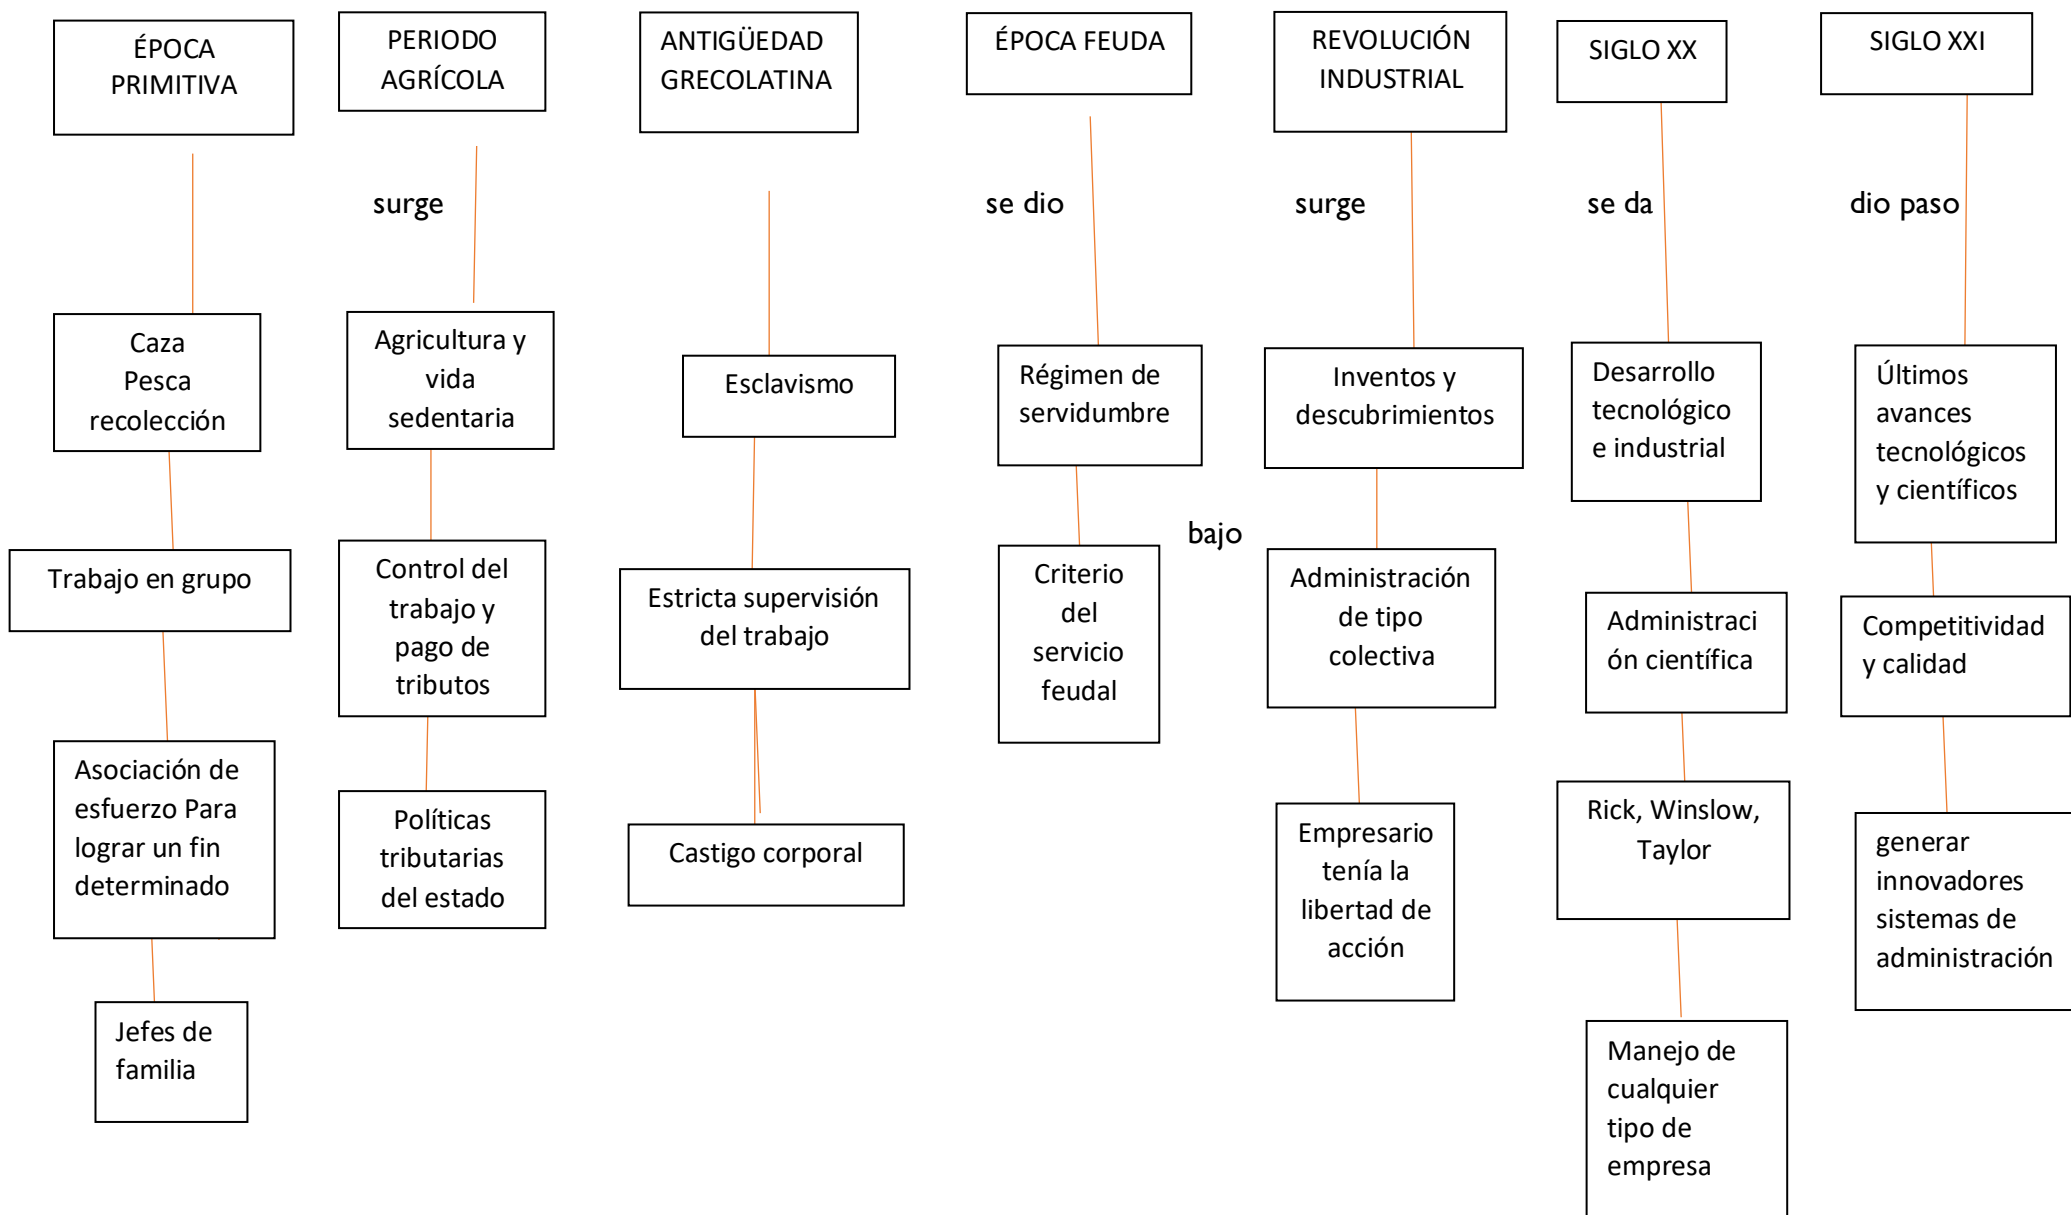 ÉPOCA
PRIMITIVA
Caza
Pesca
recolección
Trabajo en grupo
Asociación de
esfuerzo Para
lograr un fin
determinado
Jefes de
familia
PERIODO
AGRÍCOLA
surge
Agricultura y
vida
sedentaria
Control del
trabajo y
pago de
tributos
Políticas
tributarias
del estado
ANTIGÜEDAD
GRECOLATINA
Esclavismo
Estricta supervisión
del trabajo
Castigo corporal
ÉPOCA FEUDA
se dio
Régimen de
servidumbre
Criterio
del
servicio
feudal
REVOLUCIÓN
INDUSTRIAL
surge
Inventos y
descubrimientos
bajo
Administración
de tipo
colectiva
Empresario
tenía la
libertad de
acción
SIGLO XX
se da
Desarrollo
tecnológico
e industrial
Administraci
ón científica
Rick, Winslow,
Taylor
Manejo de
cualquier
tipo de
empresa
SIGLO XXI
dio paso
Últimos
avances
tecnológicos
y científicos
Competitividad
y calidad
generar
innovadores
sistemas de
administración